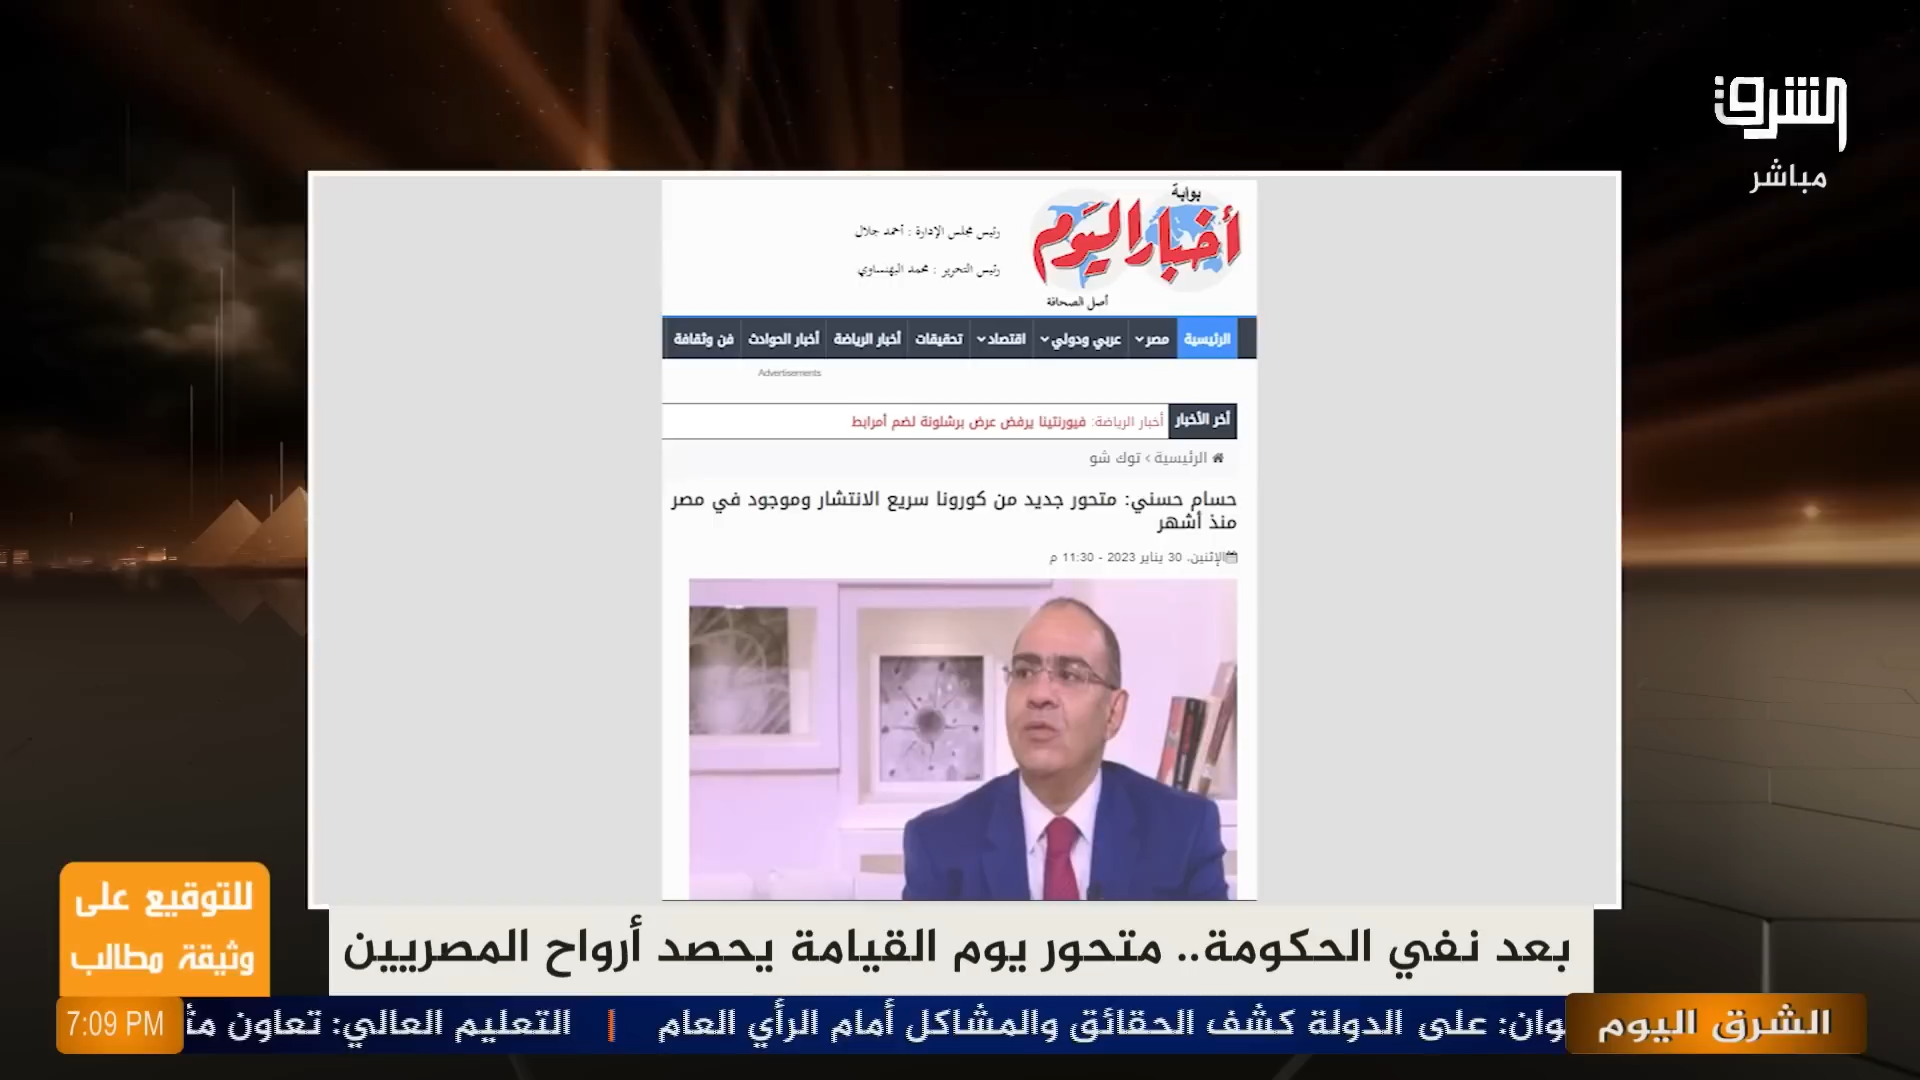 الشرق
مباشر
بوابة
أخبار اليوم
أصل الصحافة
رئيس مجلس الإدارة : أحمد جلال
رئيس التحرير : محمد البهنساوي
الرئيسية
مصر
عربي ودولي
اقتصاد
تحقيقات
أخبار الرياضة
أخبار الحوادث
فن وثقافة
Advertisements
أخر الأخبار
أخبار الرياضة: فيورنتينا يرفض عرض برشلونة لضم أمرابط
الرئيسية › توك شو
حسام حسني: متحور جديد من كورونا سريع الانتشار وموجود في مصر
منذ أشهر
الإثنين، 30 يناير 2023 - 11:30 م
للتوقيع على
وثيقة مطالب
بعد نفي الحكومة.. متحور يوم القيامة يحصد أرواح المصريين
الشرق اليوم
على الدولة كشف الحقائق والمشاكل أمام الرأي العام | التعليم العالي: تعاون
7:09 PM